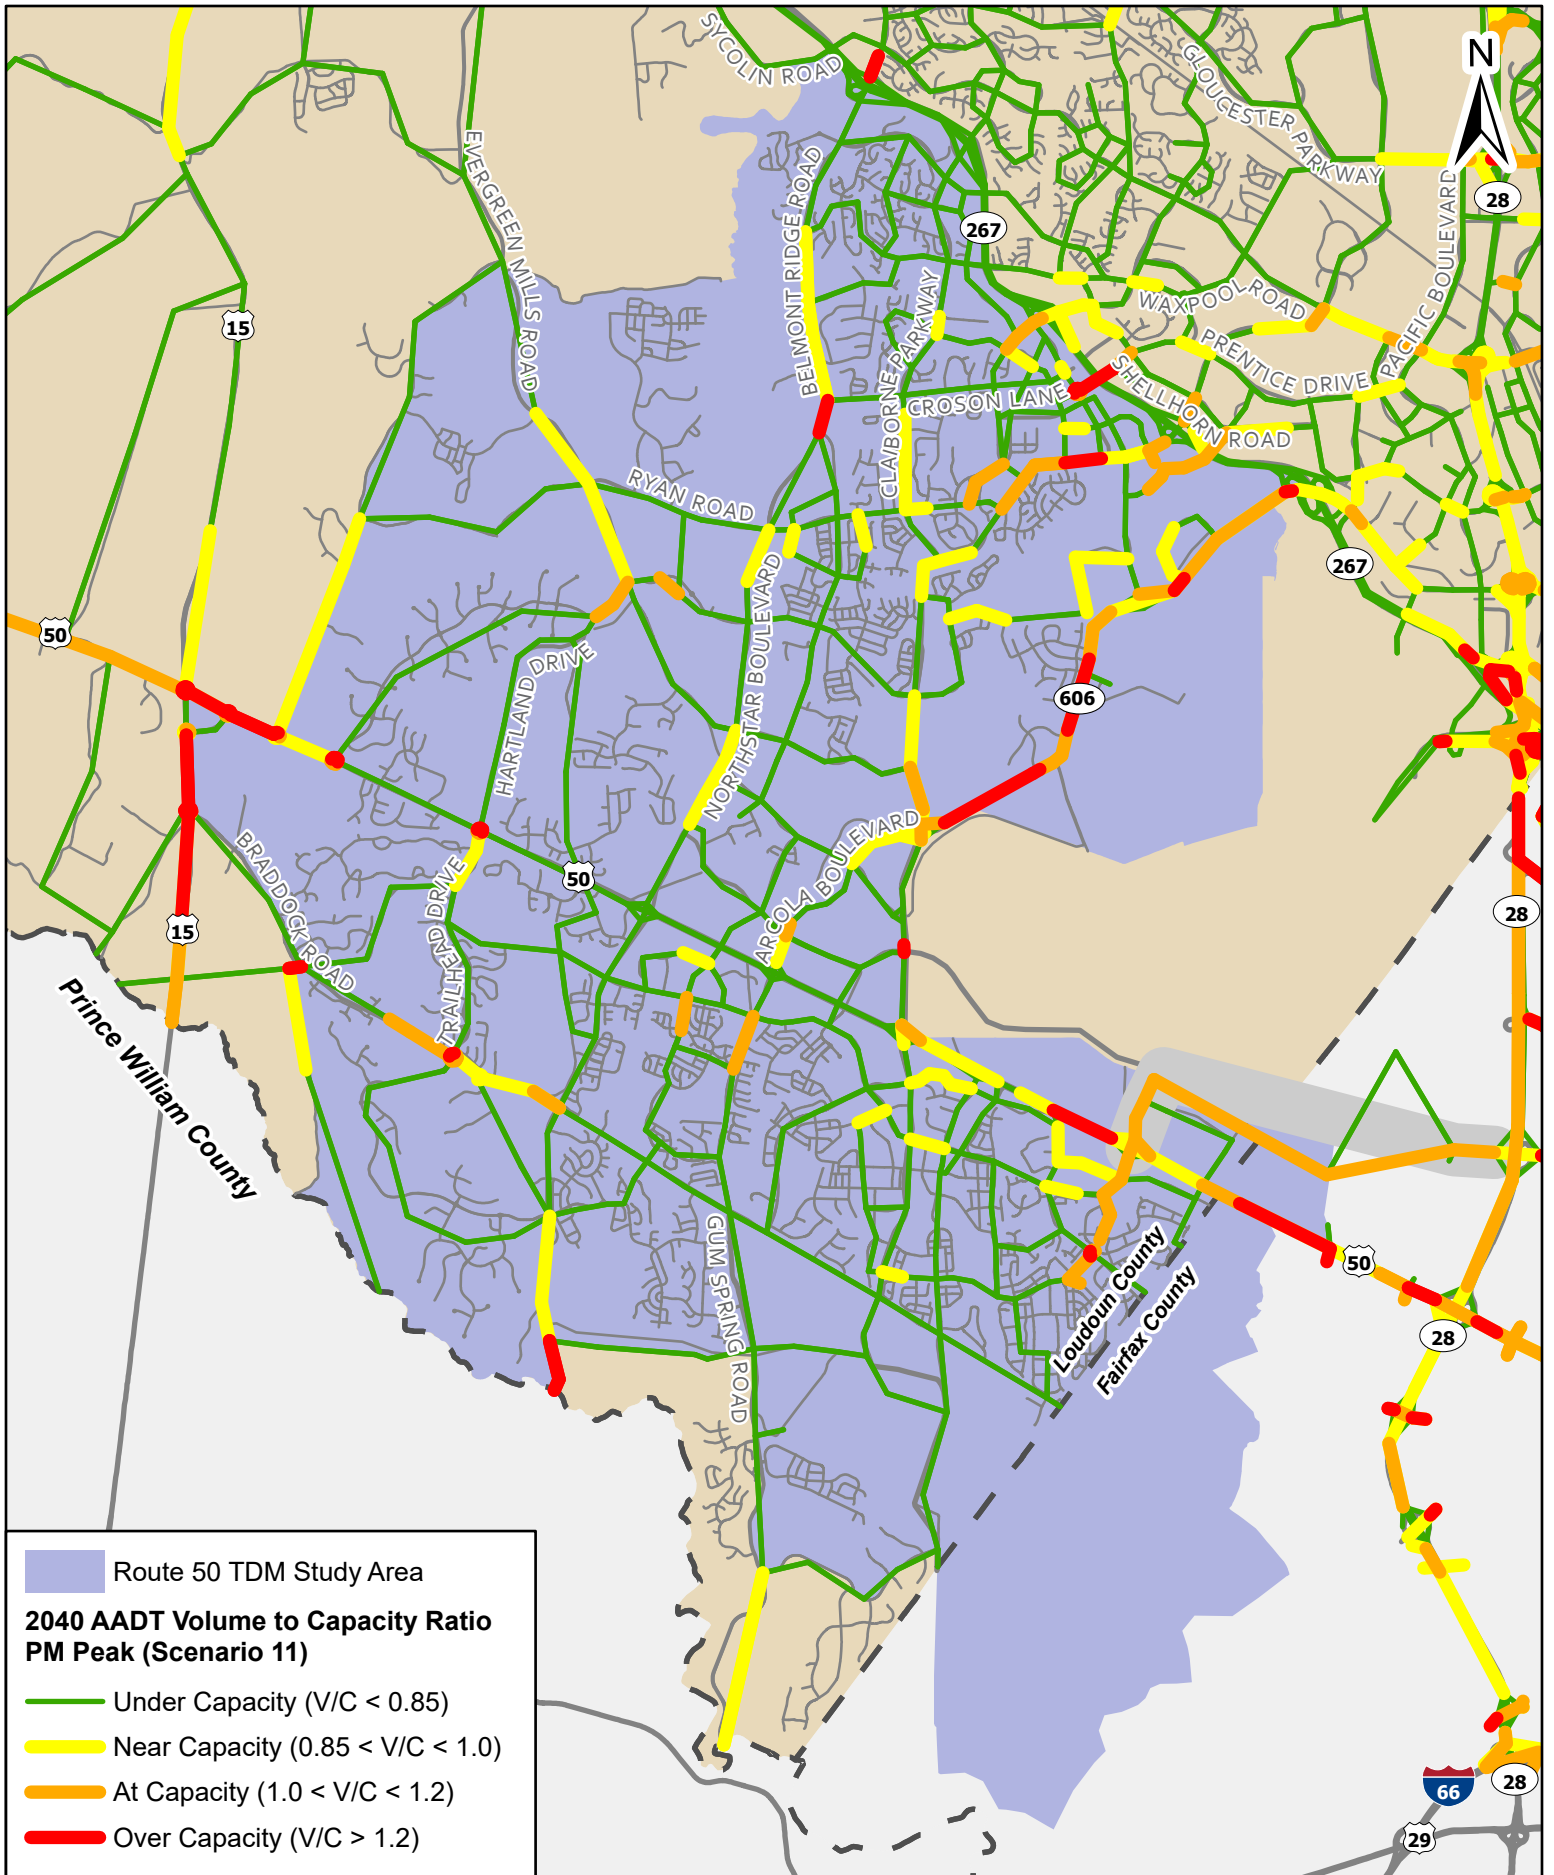 SYCOLIN ROAD
GLOUCESTER PARKWAY
N
28
EVERGREEN MILLS ROAD
BELMONT RIDGE ROAD
267
PACIFIC BOULEVARD
15
CLAIBORNE PARKWAY
WAXPOOL ROAD
PRENTICE DRIVE
SHELLHORN ROAD
CROSON LANE
RYAN ROAD
267
50
NORTHSTAR BOULEVARD
HARTLAND DRIVE
606
BRADDOCK ROAD
TRAILHEAD DRIVE
50
ARCOLA BOULEVARD
15
28
Prince William County
GUM SPRING ROAD
Loudoun County
Fairfax County
50
28
Route 50 TDM Study Area
2040 AADT Volume to Capacity Ratio
PM Peak (Scenario 11)
Under Capacity (V/C < 0.85)
Near Capacity (0.85 < V/C < 1.0)
At Capacity (1.0 < V/C < 1.2)
Over Capacity (V/C > 1.2)
66
28
29